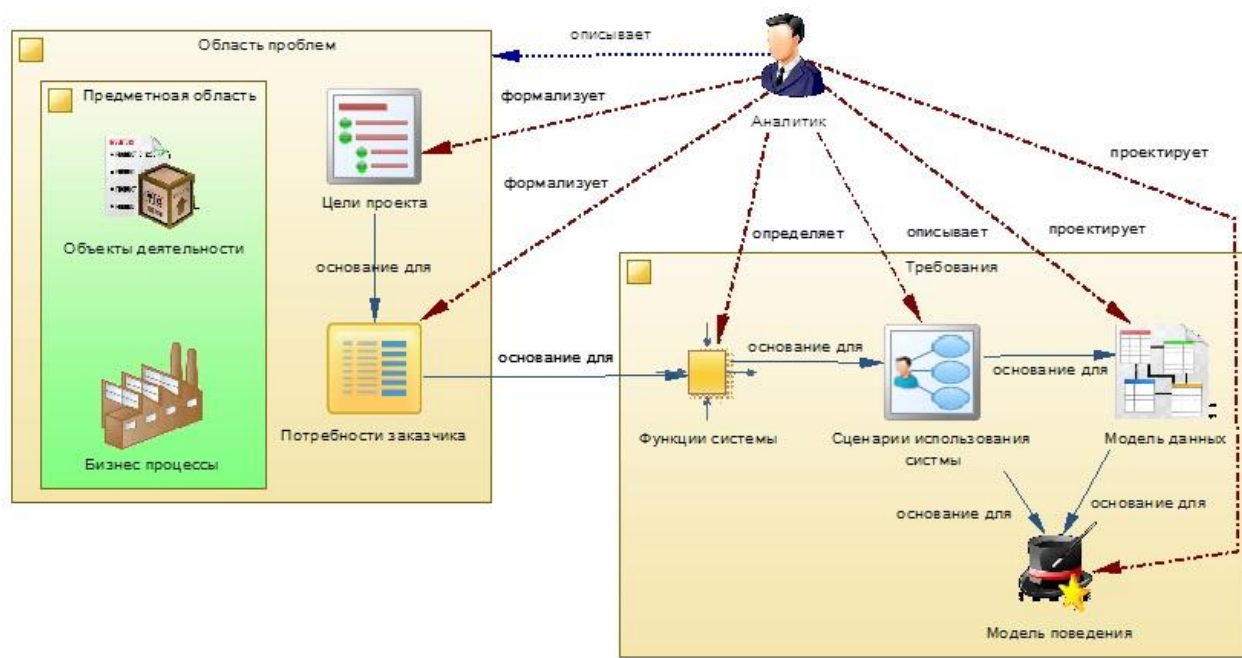 описывает
Область проблем
Предметноая область
формализует
Аналитик
проектирует
формализует
Цели проекта
Объекты деятельности
определяет
описывает
проектирует
основание для
Требования
основание для
основание для
основание для
Потребности заказчика
Функции системы
Сценарии использования
систмы
Модель данных
Бизнес процессы
основание для
основание для
Модель поведения